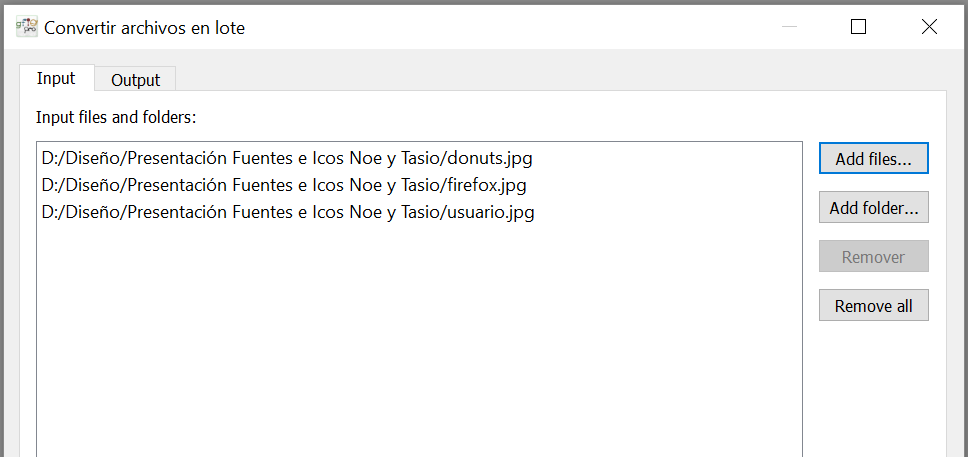 Convertir archivos en lote
Input
Output
Input files and folders:
D:/Diseño/Presentación Fuentes e Icos Noe y Tasio/donuts.jpg
D:/Diseño/Presentación Fuentes e Icos Noe y Tasio/firefox.jpg
D:/Diseño/Presentación Fuentes e Icos Noe y Tasio/usuario.jpg
Add files...
Add folder...
Remover
Remove all